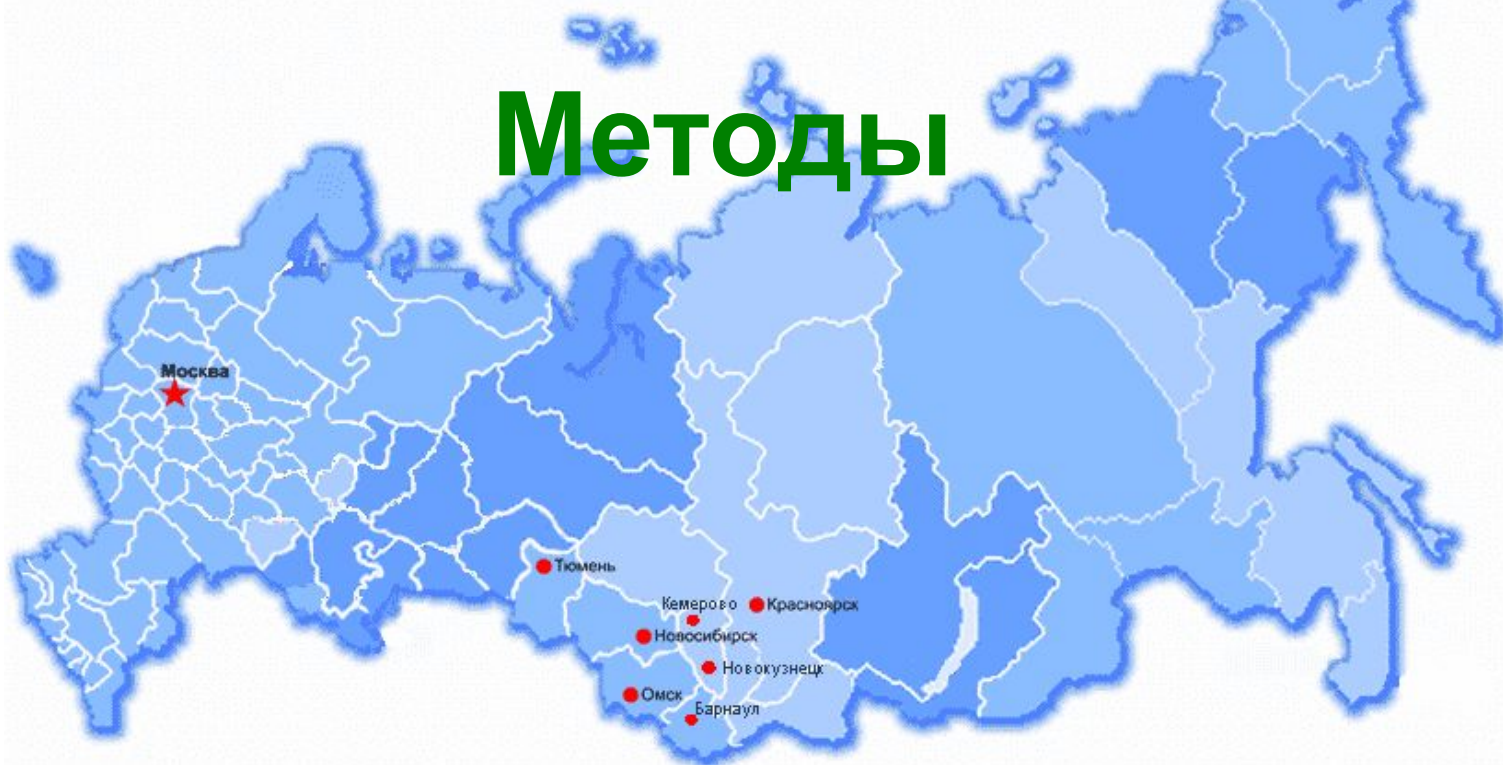 Методы
Москва
Тюмень
Кемерово
Красноярск
Новосибирск
Новокузнецк
Омск
Барнаул